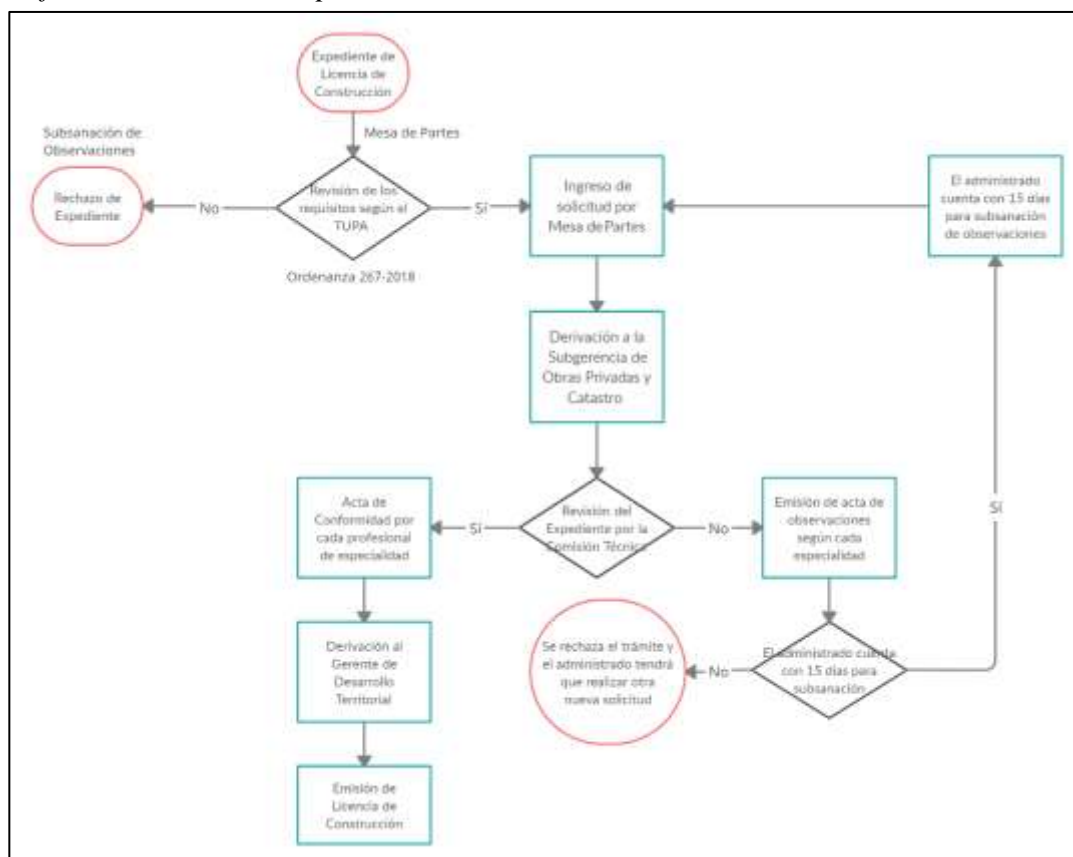 Expediente de
Licencia de
Construcción
Mesa de Partes
Subsanación de
Observaciones
Rechazo de
Expediente
No
Revisión de los
requisitos según el
TUPA
Sí
Ordenanza 267-2018
Ingreso de
solicitud por
Mesa de Partes
El administrado
cuenta con 15 días
para subsanación
de observaciones
Derivación a la
Subgerencia de
Obras Privadas y
Catastro
Acta de
Conformidad por
cada profesional
de especialidad
Sí
Revisión del
Expediente por la
Comisión Técnica
No
Emisión de acta de
observaciones
según cada
especialidad
Sí
Derivación al
Gerente de
Desarrollo
Territorial
Se rechaza el trámite y
el administrado tendrá
que realizar otra
nueva solicitud
No
El administrado cuenta
con 15 días para
subsanación
Emisión de
Licencia de
Construcción